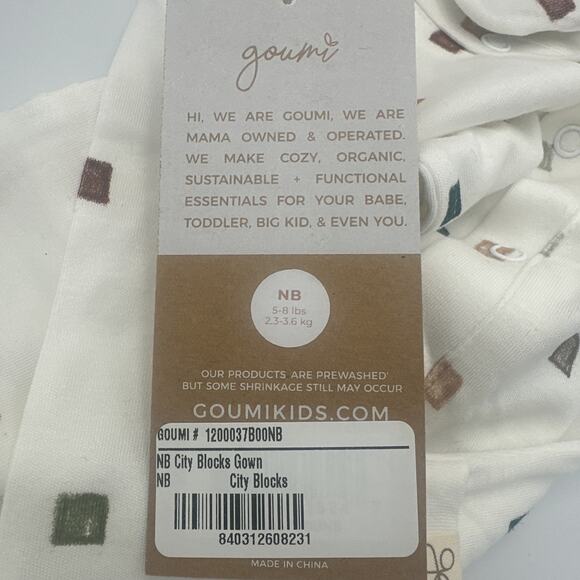 goumi
HI, WE ARE GOUMI, WE ARE
MAMA OWNED & OPERATED.
WE MAKE COZY, ORGANIC,
SUSTAINABLE + FUNCTIONAL
ESSENTIALS FOR YOUR BABE,
TODDLER, BIG KID, & EVEN YOU.
NB
5-8 lbs
2.3-3.6 kg
OUR PRODUCTS ARE PREWASHED
BUT SOME SHRINKAGE STILL MAY OCCUR
GOUMIKIDS.COM
GOUMI # 1200037B00NB
NB City Blocks Gown
NB City Blocks
840312608231
MADE IN CHINA